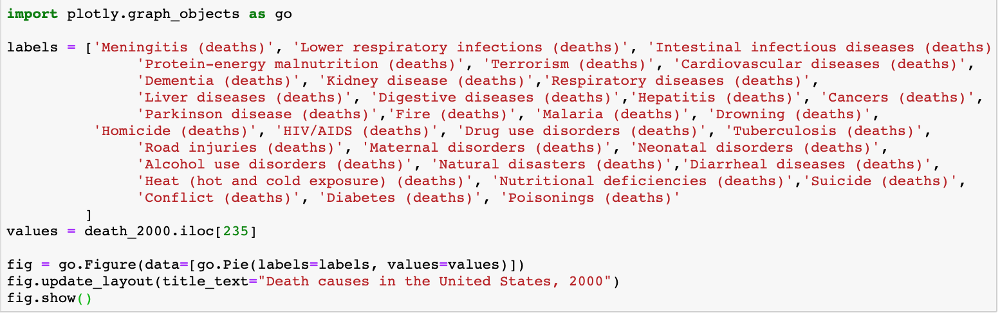 import plotly.graph_objects as go
labels = ['Meningitis (deaths)', 'Lower respiratory infections (deaths)', 'Intestinal infectious diseases (deaths)
'Protein-energy malnutrition (deaths)', 'Terrorism (deaths)', 'Cardiovascular diseases (deaths)',
'Dementia (deaths)', 'Kidney disease (deaths)','Respiratory diseases (deaths)',
'Liver diseases (deaths)', 'Digestive diseases (deaths)','Hepatitis (deaths)', 'Cancers (deaths)',
'Parkinson disease (deaths)','Fire (deaths)', 'Malaria (deaths)', 'Drowning (deaths)',
'Homicide (deaths)', 'HIV/AIDS (deaths)', 'Drug use disorders (deaths)', 'Tuberculosis (deaths)',
'Road injuries (deaths)', 'Maternal disorders (deaths)', 'Neonatal disorders (deaths)',
'Alcohol use disorders (deaths)', 'Natural disasters (deaths)','Diarrheal diseases (deaths)',
'Heat (hot and cold exposure) (deaths)', 'Nutritional deficiencies (deaths)','Suicide (deaths)',
'Conflict (deaths)', 'Diabetes (deaths)', 'Poisonings (deaths)'
]
values = death_2000.iloc[235]
fig = go.Figure(data=[go.Pie(labels=labels, values=values)])
fig.update_layout(title_text="Death causes in the United States, 2000")
fig.show()